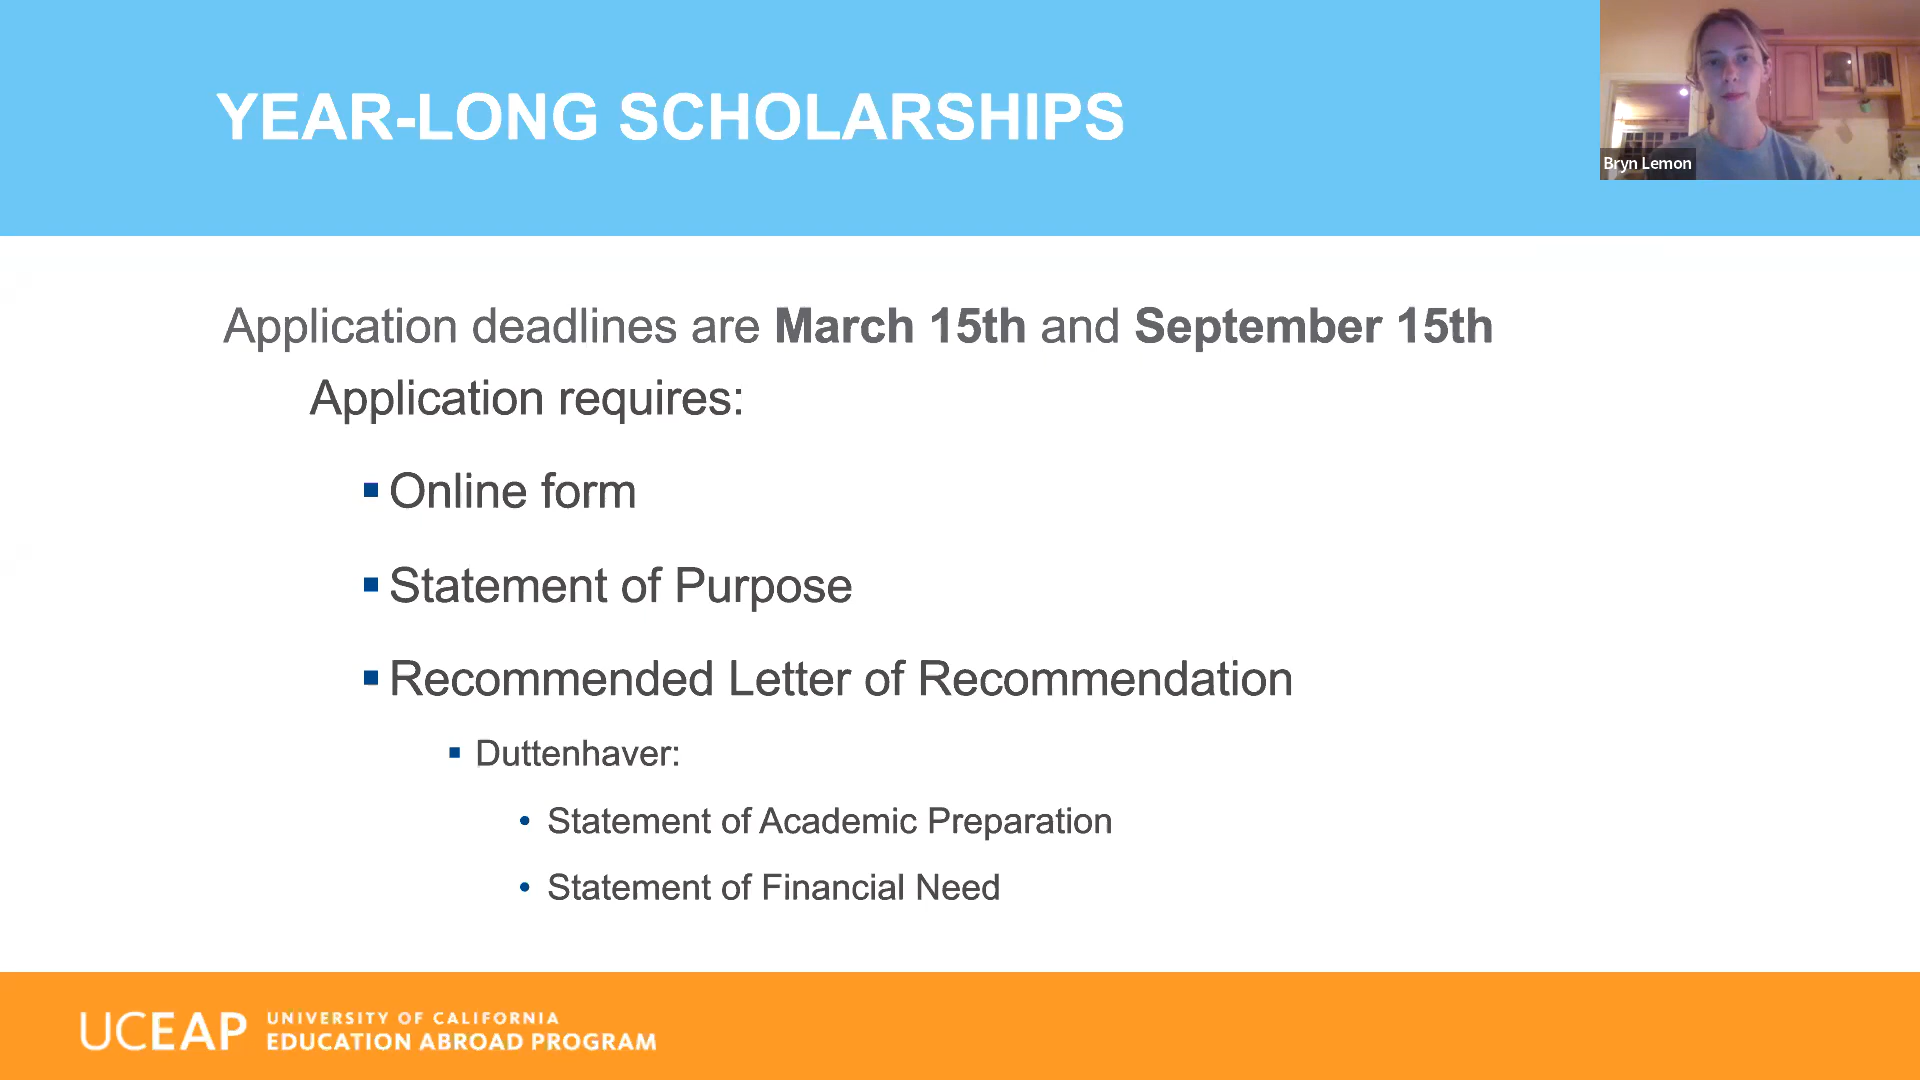 YEAR-LONG SCHOLARSHIPS
Bryn Lemon
Application deadlines are March 15th and September 15th
Application requires:
▪ Online form
▪ Statement of Purpose
▪ Recommended Letter of Recommendation
▪ Duttenhaver:
• Statement of Academic Preparation
• Statement of Financial Need
UCEAP
UNIVERSITY OF CALIFORNIA
EDUCATION ABROAD PROGRAM